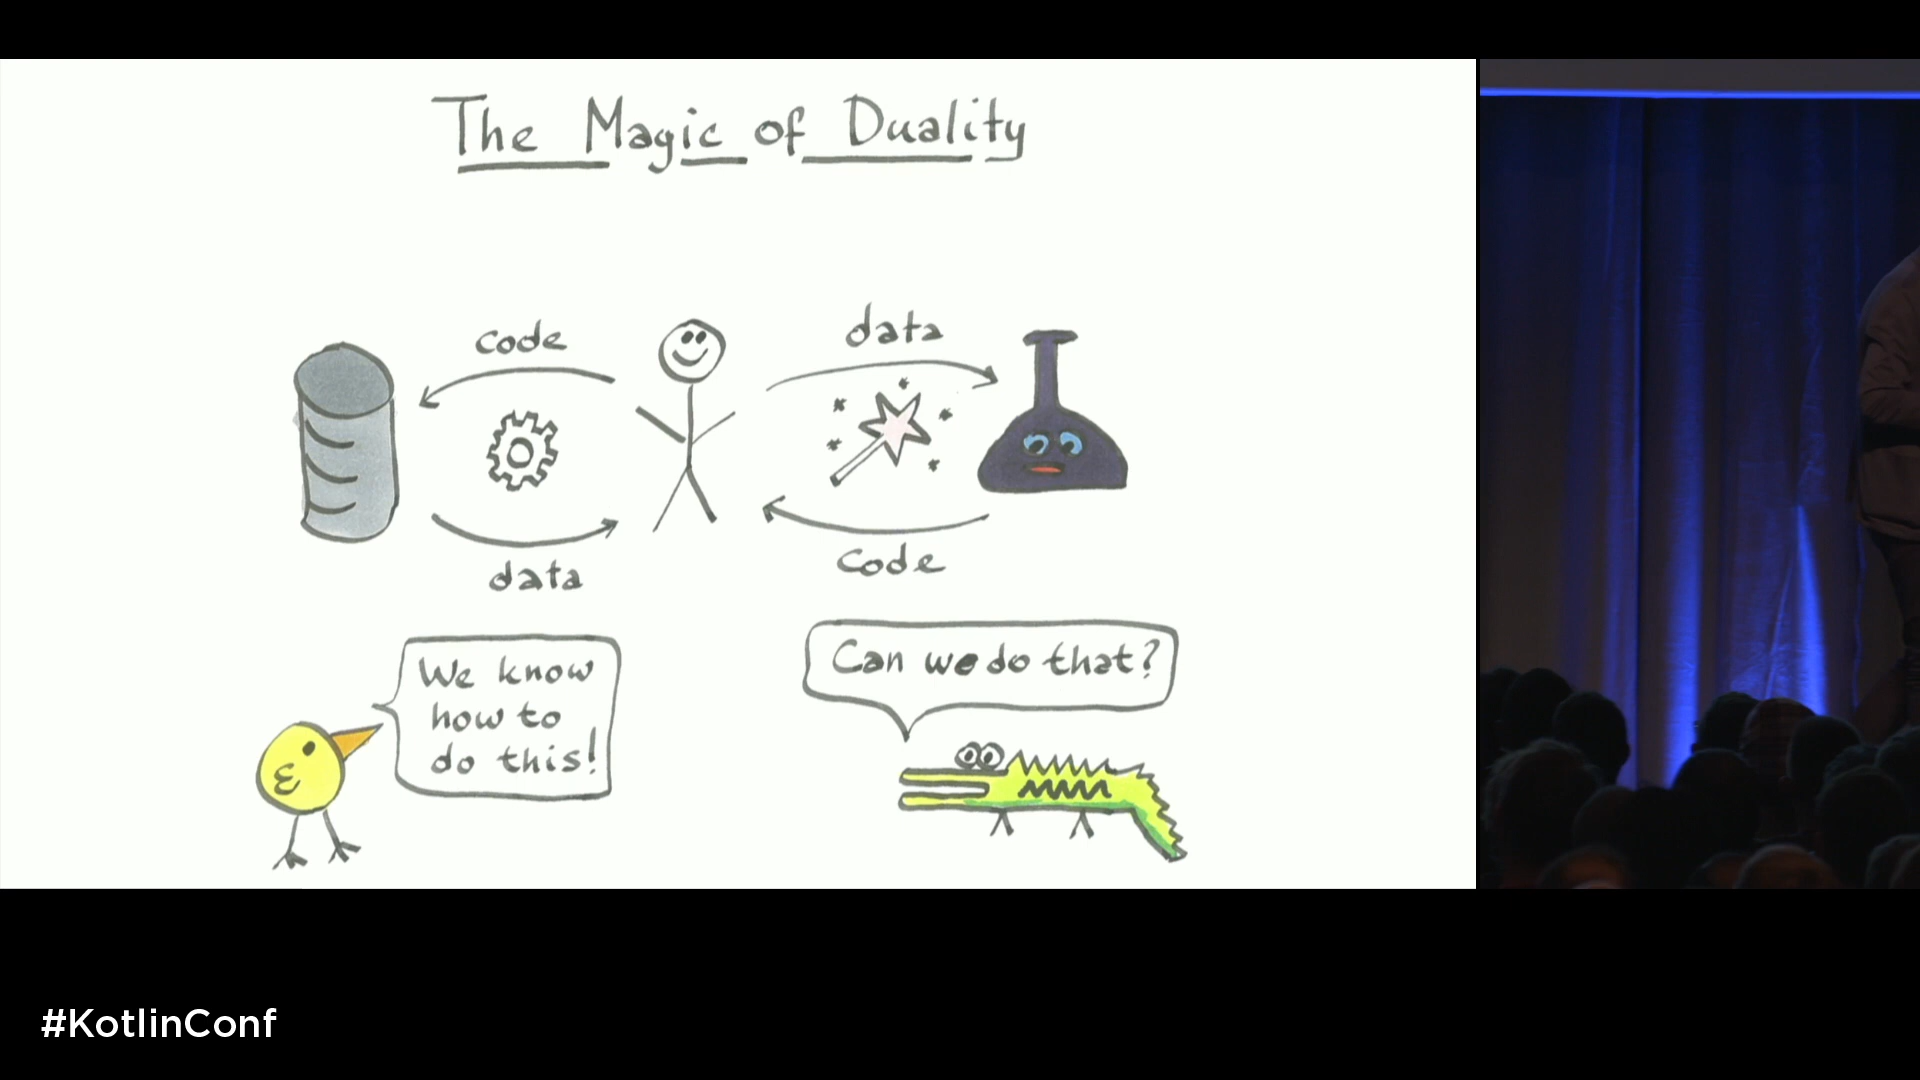 The Magic of Duality
code
data
data
code
We know
how to
do this!
Can we do that?
#KotlinConf